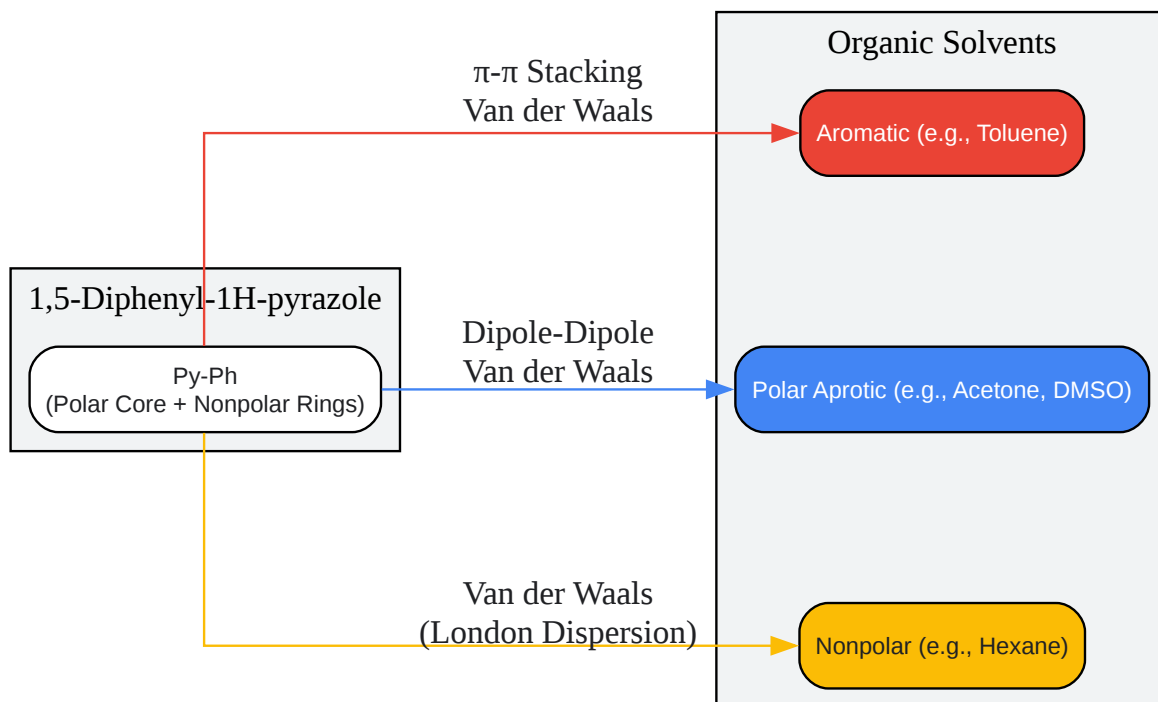 Organic Solvents
π-π Stacking
Van der Waals
Aromatic (e.g., Toluene)
1,5-Diphenyl-1H-pyrazole
Py-Ph
(Polar Core + Nonpolar Rings)
Dipole-Dipole
Van der Waals
Polar Aprotic (e.g., Acetone, DMSO)
Van der Waals
(London Dispersion)
Nonpolar (e.g., Hexane)